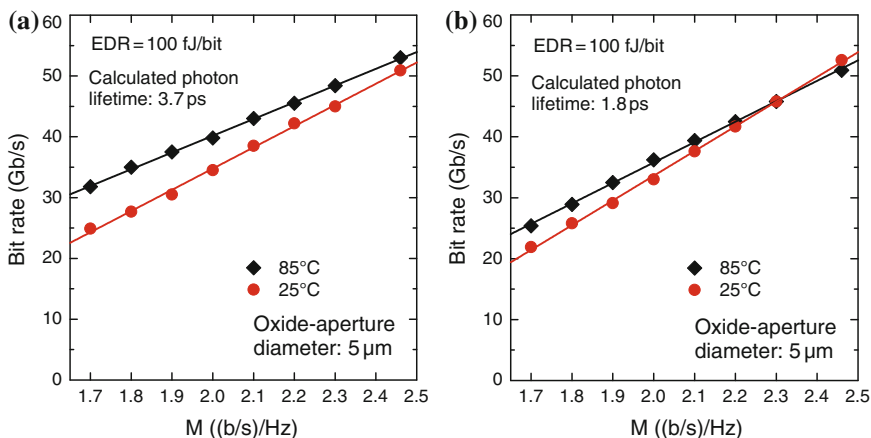 (a)
60
50
40
30
20
10
0
Bit rate (Gb/s)
EDR = 100 fJ/bit
Calculated photon
lifetime: 3.7 ps
85°C
25°C
Oxide-aperture
diameter: 5 µm
1.7 1.8 1.9 2.0 2.1 2.2 2.3 2.4 2.5
M ((b/s)/Hz)
(b)
60
50
40
30
20
10
0
Bit rate (Gb/s)
EDR = 100 fJ/bit
Calculated photon
lifetime: 1.8 ps
85°C
25°C
Oxide-aperture
diameter: 5 µm
1.7 1.8 1.9 2.0 2.1 2.2 2.3 2.4 2.5
M ((b/s)/Hz)